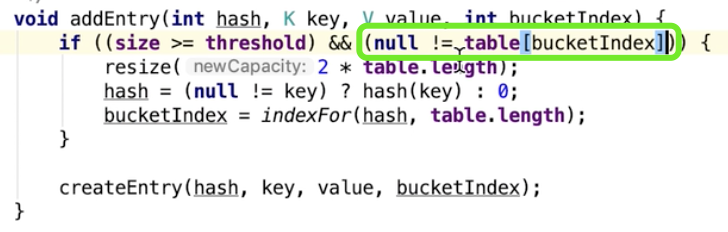 void addEntry(int hash, K key, V value, int bucketIndex) {
if ((size >= threshold) && (null != table[bucketIndex])) {
resize( newCapacity: 2 * table.length);
hash = (null != key) ? hash(key) : 0;
bucketIndex = indexFor(hash, table.length);
}
createEntry(hash, key, value, bucketIndex);
}